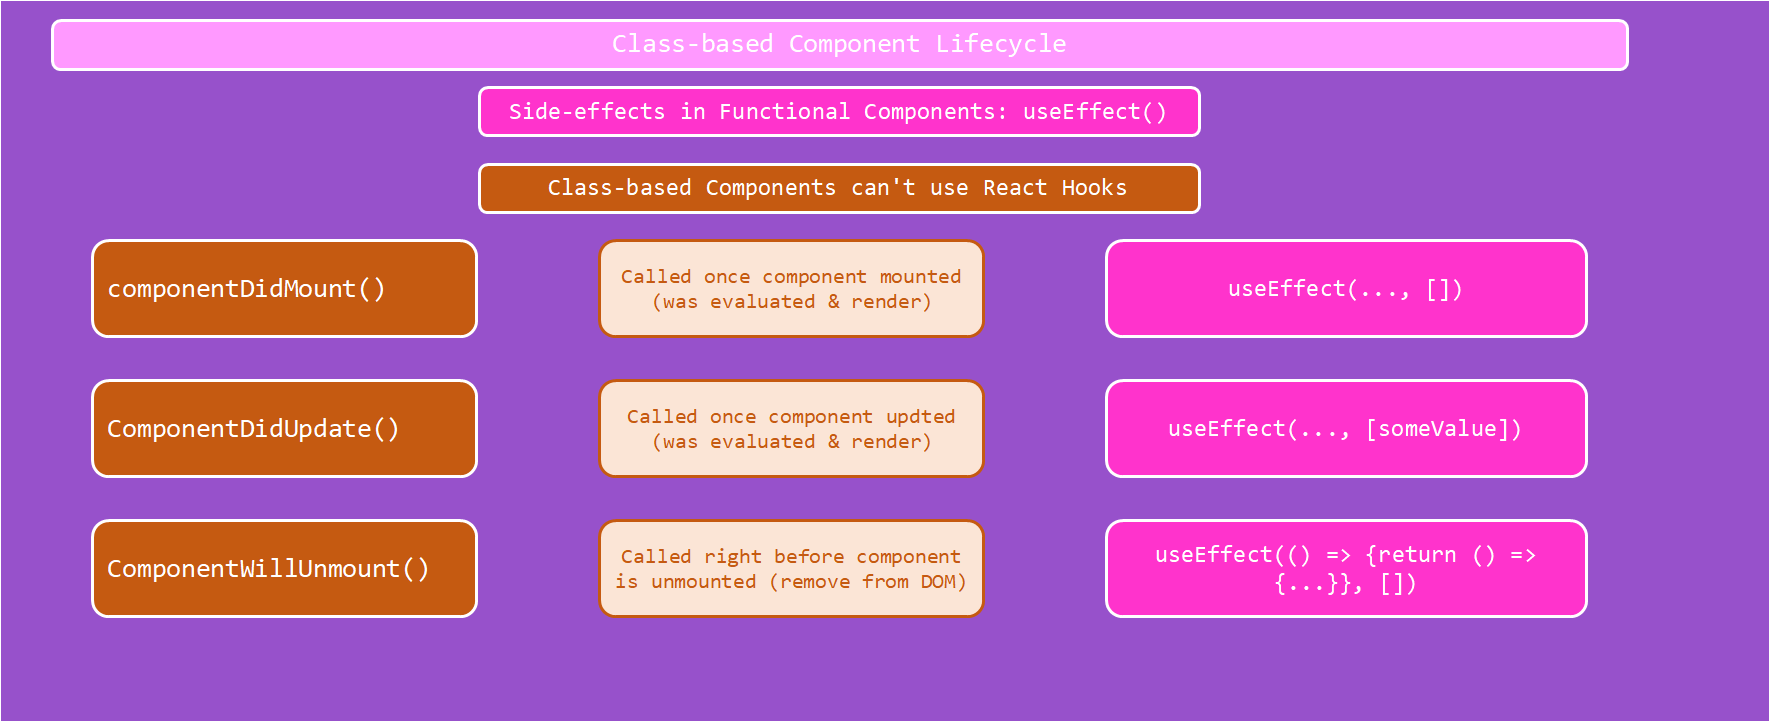 Class-based Component Lifecycle
Side-effects in Functional Components: useEffect()
Class-based Components can't use React Hooks
componentDidMount()
Called once component mounted
(was evaluated & render)
useEffect(..., [])
ComponentDidUpdate()
Called once component updted
(was evaluated & render)
useEffect(..., [someValue])
ComponentWillUnmount()
Called right before component
is unmounted (remove from DOM)
useEffect(() => {return () =>
{...}}, [])